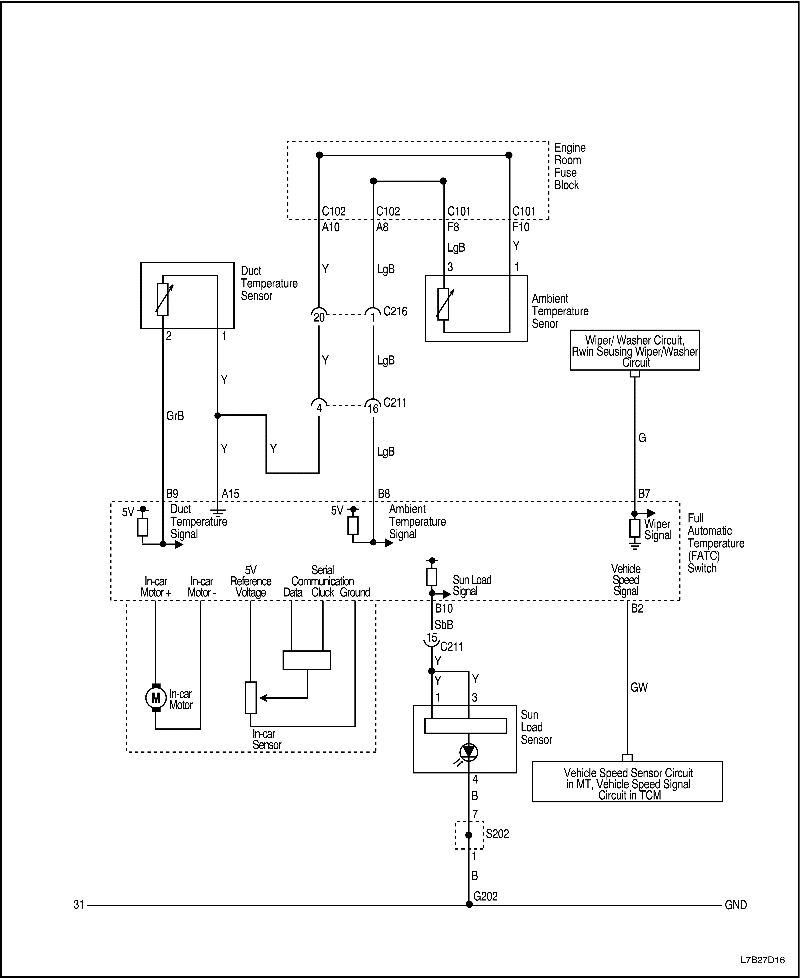 Engine
Room
Fuse
Block
C102
C102
C101
C101
A10
A8
F8
F10
LgB
Y
Y
LgB
3
1
Duct
Temperature
Sensor
Ambient
Temperature
Senor
20
1
C216
2
1
Wiper/ Washer Circuit,
Rwin Seusing Wiper/Washer
Circuit
Y
LgB
Y
4
16
C211
GrB
G
Y
Y
LgB
B9
A15
B8
B7
5V
Duct
Temperature
Signal
5V
Ambient
Temperature
Signal
Wiper
Signal
Full
Automatic
Temperature
(FATC)
Switch
In-car
Motor +
In-car
Motor -
5V
Reference
Voltage
Serial
Communication
Data
Cluck
Ground
Sun Load
Signal
Vehicle
Speed
Signal
B10
B2
SbB
15
C211
Y
Y
Y
1
3
GW
M
In-car
Motor
In-car
Sensor
Sun
Load
Sensor
4
B
7
S202
1
B
Vehicle Speed Sensor Circuit
in MT, Vehicle Speed Signal
Circuit in TCM
G202
31
GND
L7B27D16